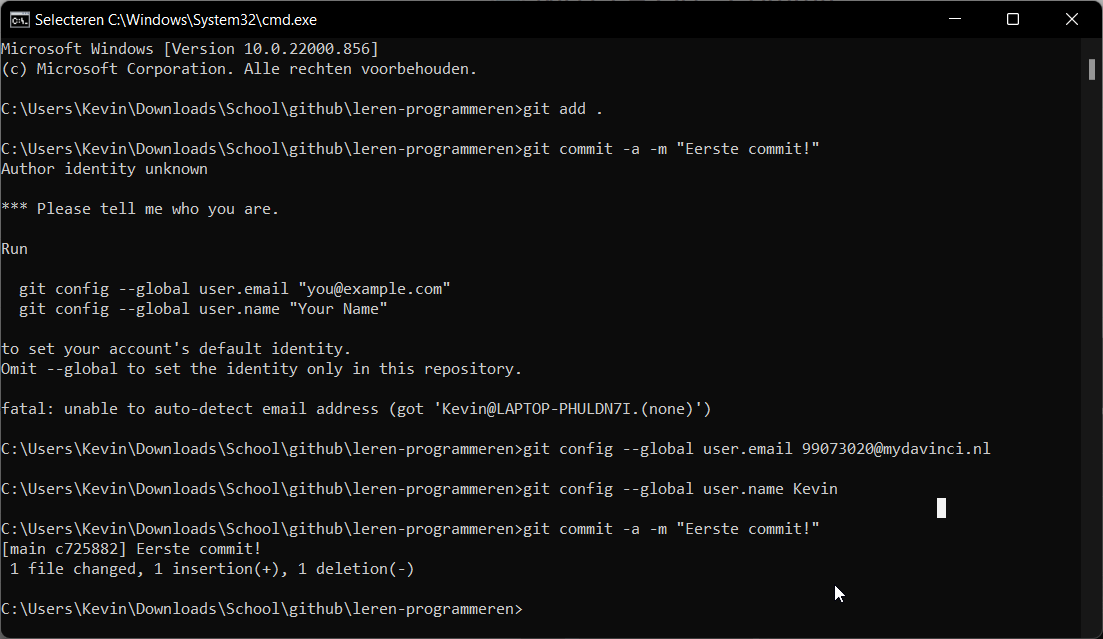 Selecteren C:\Windows\System32\cmd.exe
Microsoft Windows [Version 10.0.22000.856]
(c) Microsoft Corporation. Alle rechten voorbehouden.
C:\Users\Kevin\Downloads\School\github\leren-programmeren>git add .
C:\Users\Kevin\Downloads\School\github\leren-programmeren>git commit -a -m "Eerste commit!"
Author identity unknown
*** Please tell me who you are.
Run
  git config --global user.email "you@example.com"
  git config --global user.name "Your Name"
to set your account's default identity.
Omit --global to set the identity only in this repository.
fatal: unable to auto-detect email address (got 'Kevin@LAPTOP-PHULDN7I.(none)')
C:\Users\Kevin\Downloads\School\github\leren-programmeren>git config --global user.email 99073020@mydavinci.nl
C:\Users\Kevin\Downloads\School\github\leren-programmeren>git config --global user.name Kevin
C:\Users\Kevin\Downloads\School\github\leren-programmeren>git commit -a -m "Eerste commit!"
[main c725882] Eerste commit!
 1 file changed, 1 insertion(+), 1 deletion(-)
C:\Users\Kevin\Downloads\School\github\leren-programmeren>